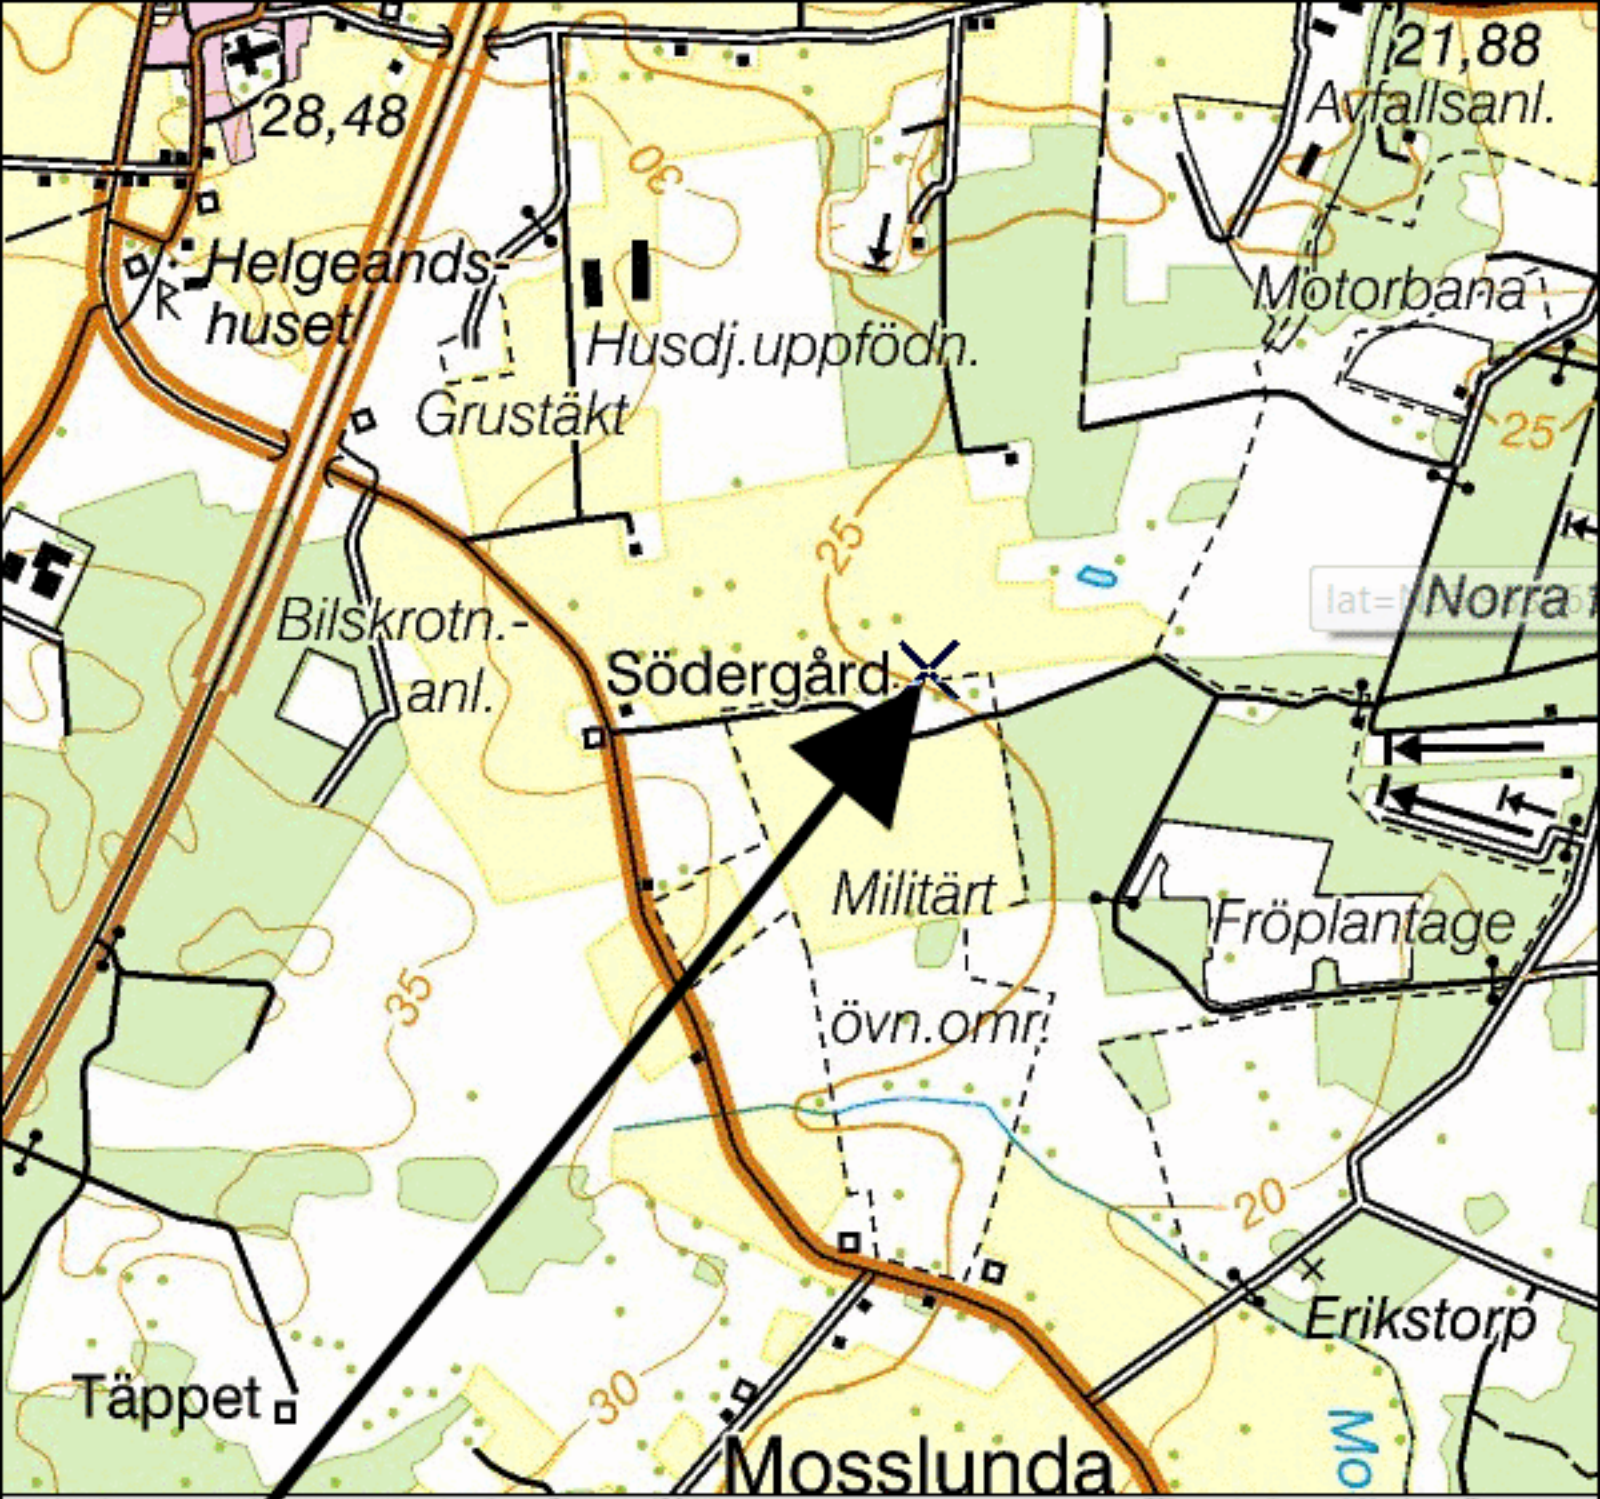 21,88
Avfallsanl.
28,48
30
Helgeands-
huset
R
Motorbana
Husdj.uppfödn.
Grustäkt
25
25
Norra
lat=N
Bilskrotn.-
anl.
Södergård
Militärt
Fröplantage
35
övn.omr.
20
Erikstorp
Täppet
30
Mosslunda
Mo